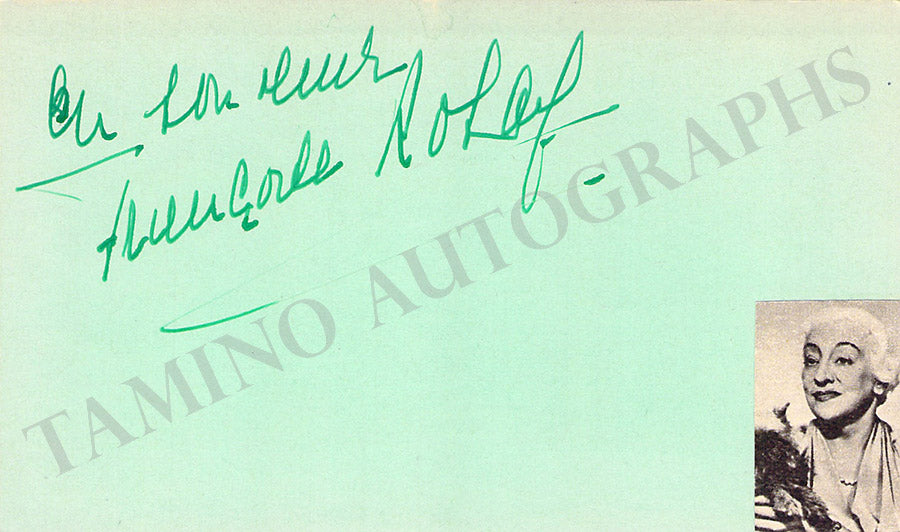 En souvenir
Françoise Rosay
TAMINO AUTOGRAPHS